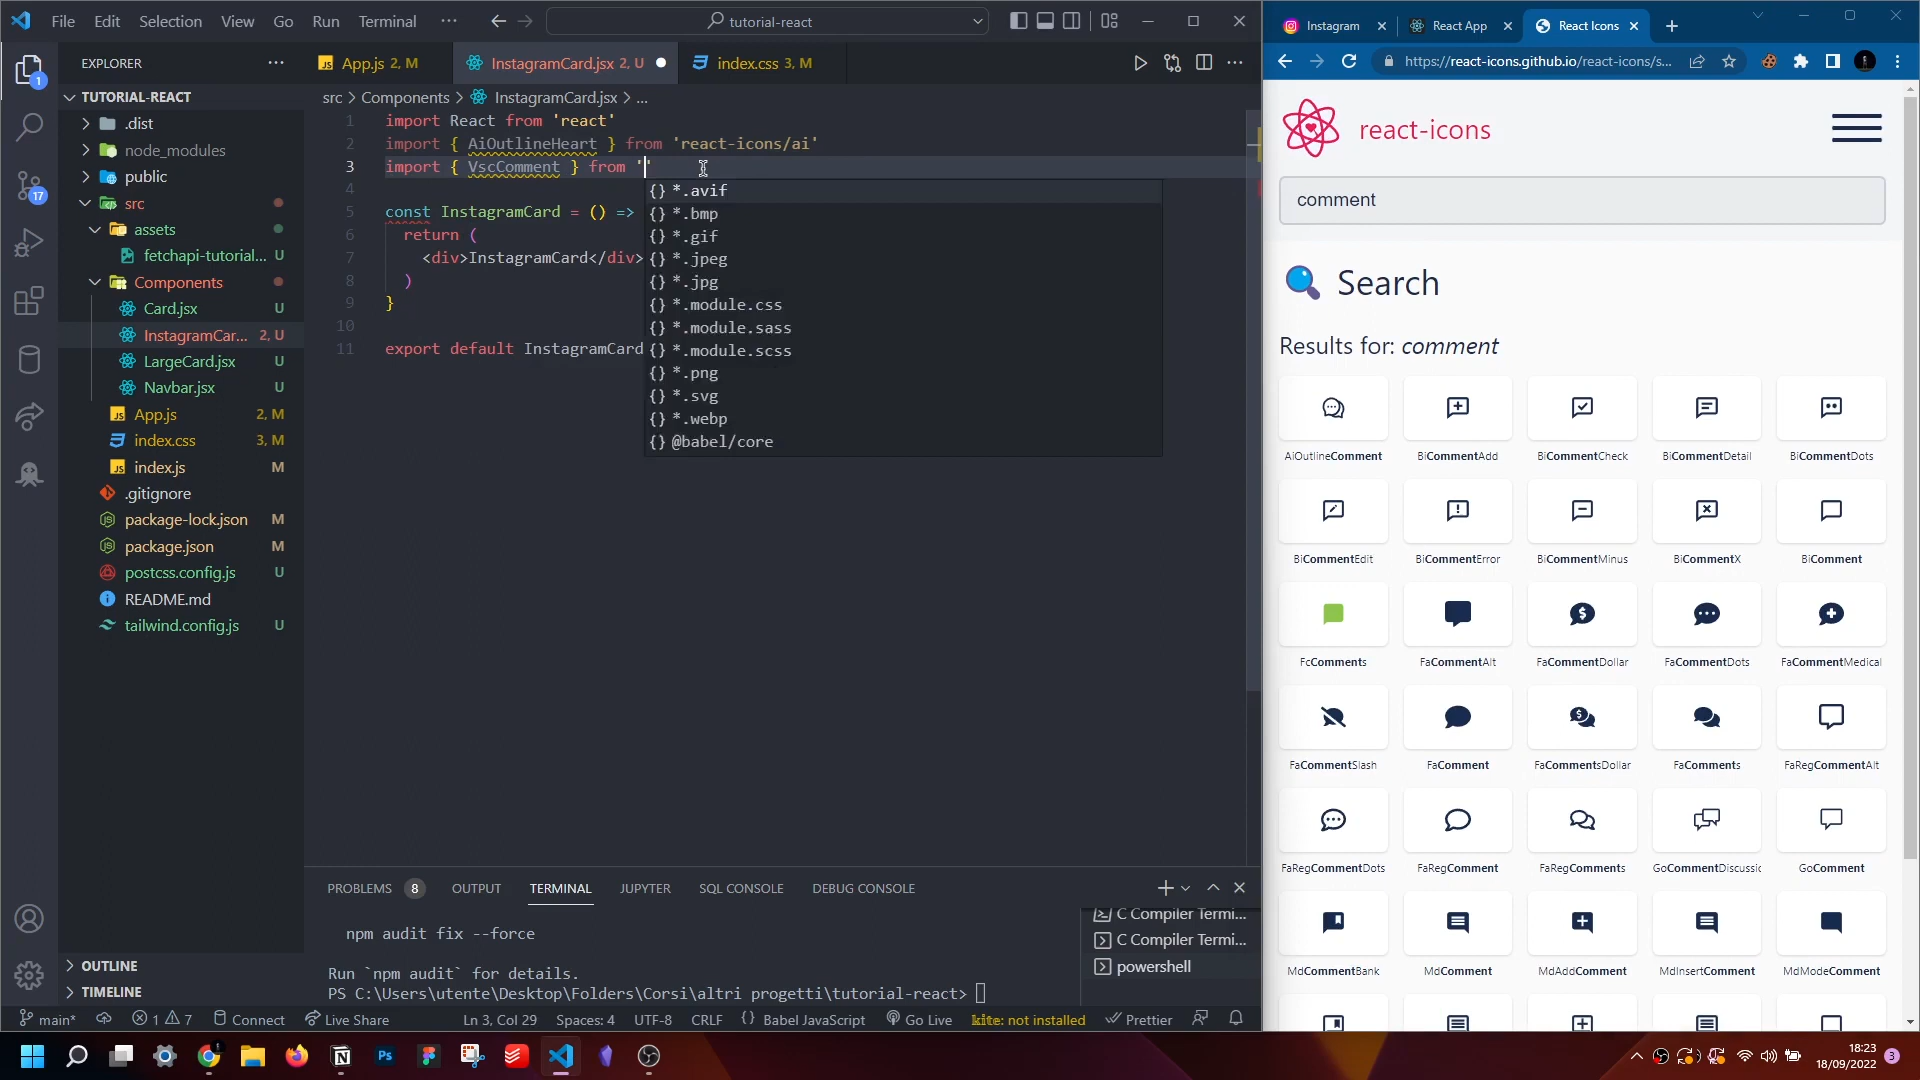 File Edit Selection View Go Run Terminal ··· tutorial-react
EXPLORER
TUTORIAL-REACT
.dist
node_modules
public
src
assets
fetchapi-tutorial... U
Components
Card.jsx U
InstagramCar... 2, U
LargeCard.jsx U
Navbar.jsx U
App.js 2, M
index.css 3, M
index.js M
.gitignore
package-lock.json M
package.json M
postcss.config.js U
README.md
tailwind.config.js U
OUTLINE
TIMELINE
1
17
App.js 2, M InstagramCard.jsx 2, U index.css 3, M
src > Components > InstagramCard.jsx > ...
1 import React from 'react'
2 import { AiOutlineHeart } from 'react-icons/ai'
3 import { VscComment } from ''
4
5 const InstagramCard = () =>
6 return (
7 <div>InstagramCard</div>
8 )
9 }
10
11 export default InstagramCard
{} *.avif
{} *.bmp
{} *.gif
{} *.jpeg
{} *.jpg
{} *.module.css
{} *.module.sass
{} *.module.scss
{} *.png
{} *.svg
{} *.webp
{} @babel/core
PROBLEMS 8 OUTPUT TERMINAL JUPYTER SQL CONSOLE DEBUG CONSOLE
npm audit fix --force
Run `npm audit` for details.
PS C:\Users\utente\Desktop\Folders\Corsi\altri progetti\tutorial-react>
C Compiler Termi...
C Compiler Termi...
powershell
main* 1 7 Connect Live Share Ln 3, Col 29 Spaces: 4 UTF-8 CRLF {} Babel JavaScript Go Live kite: not installed Prettier
Instagram React App React Icons
https://react-icons.github.io/react-icons/s...
react-icons
comment
Search
Results for: comment
AiOutlineComment BiCommentAdd BiCommentCheck BiCommentDetail BiCommentDots
BiCommentEdit BiCommentError BiCommentMinus BiCommentX BiComment
FcComments FaCommentAlt FaCommentDollar FaCommentDots FaCommentMedical
FaCommentSlash FaComment FaCommentsDollar FaComments FaRegCommentAlt
FaRegCommentDots FaRegComment FaRegComments GoCommentDiscussic GoComment
MdCommentBank MdComment MdAddComment MdInsertComment MdModeComment
Ps
18:23
18/09/2022
3